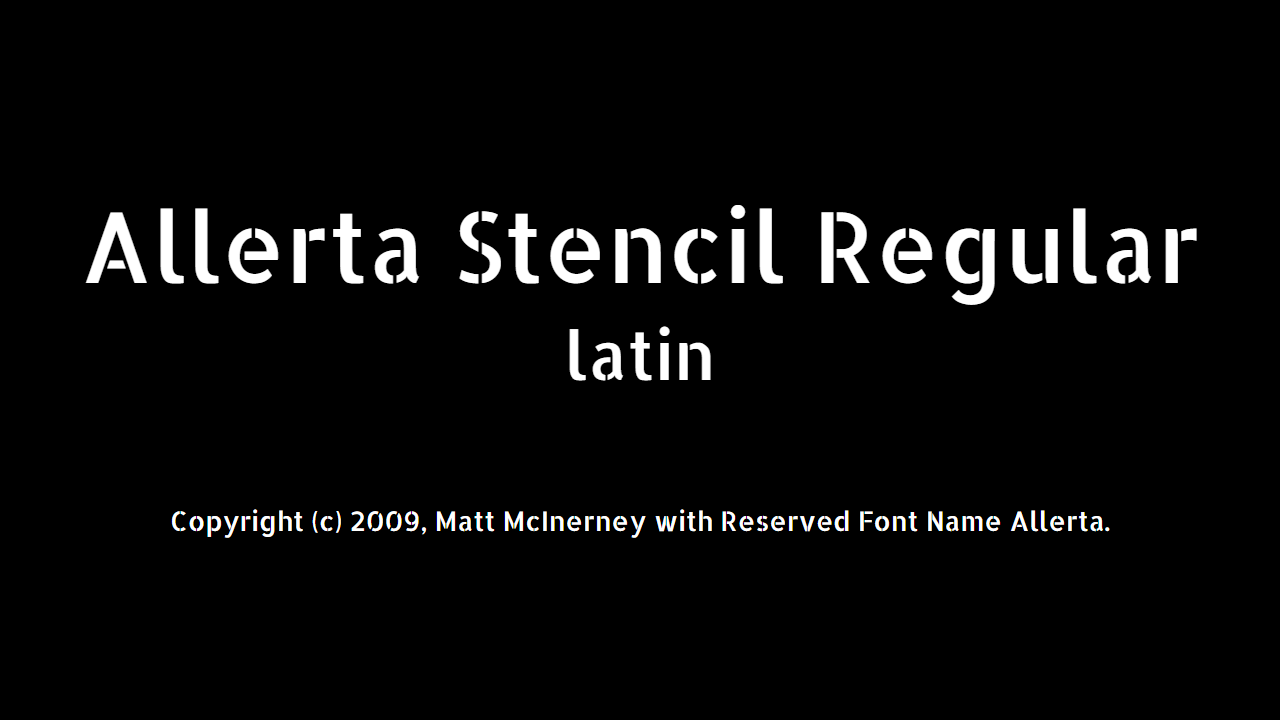 Allerta Stencil Regular
latin
Copyright (c) 2009, Matt McInerney with Reserved Font Name Allerta.